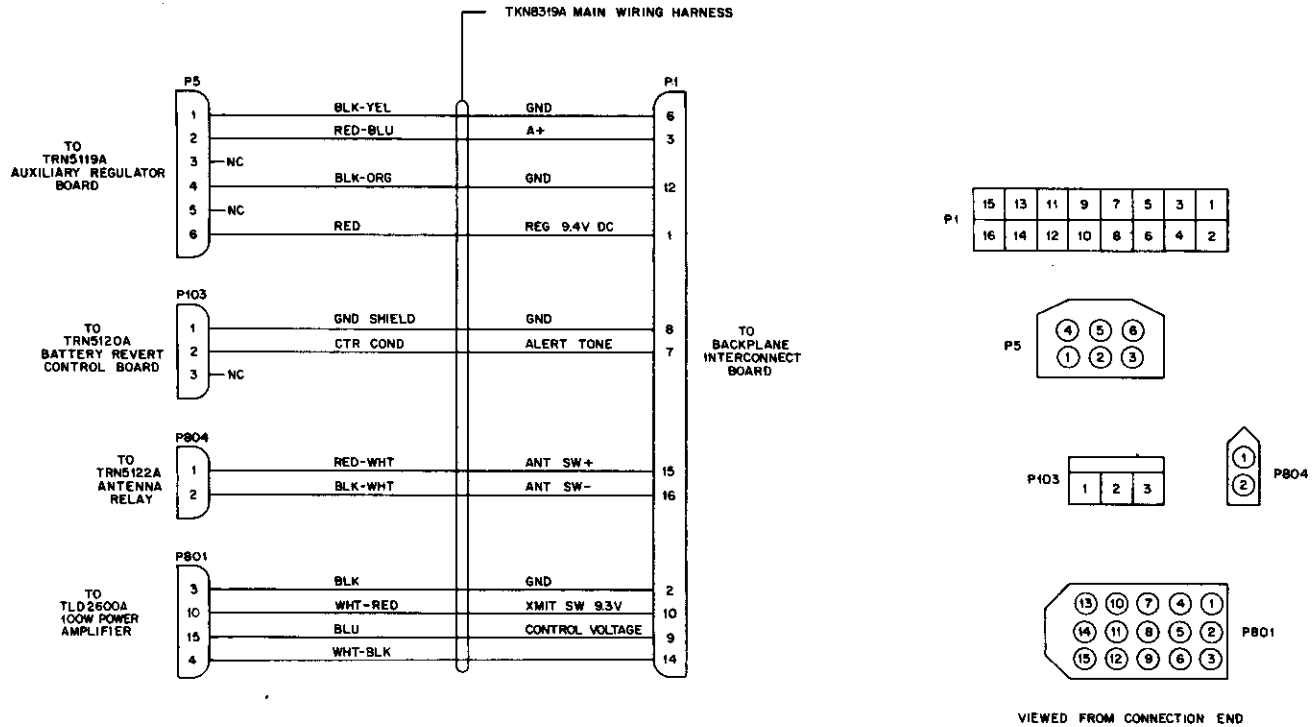 TKN8319A MAIN WIRING HARNESS
P5
P1
1 BLK-YEL GND 6
2 RED-BLU A+ 3
3 NC
4 BLK-ORG GND 12
5 NC
6 RED REG 9.4V DC 1
TO
TRN5119A
AUXILIARY REGULATOR
BOARD
P103
1 GND SHIELD GND 8
2 CTR COND ALERT TONE 7
3 NC
TO
TRN5120A
BATTERY REVERT
CONTROL BOARD
TO
BACKPLANE
INTERCONNECT
BOARD
P804
1 RED-WHT ANT SW+ 15
2 BLK-WHT ANT SW- 16
TO
TRN5122A
ANTENNA
RELAY
P801
3 BLK GND 2
10 WHT-RED XMIT SW 9.3V 10
15 BLU CONTROL VOLTAGE 9
4 WHT-BLK 14
TO
TLD2600A
100W POWER
AMPLIFIER
P1
15 13 11 9 7 5 3 1
16 14 12 10 8 6 4 2
P5
4 5 6
1 2 3
P103
1 2 3
P804
1
2
P801
13 10 7 4 1
14 11 8 5 2
15 12 9 6 3
VIEWED FROM CONNECTION END